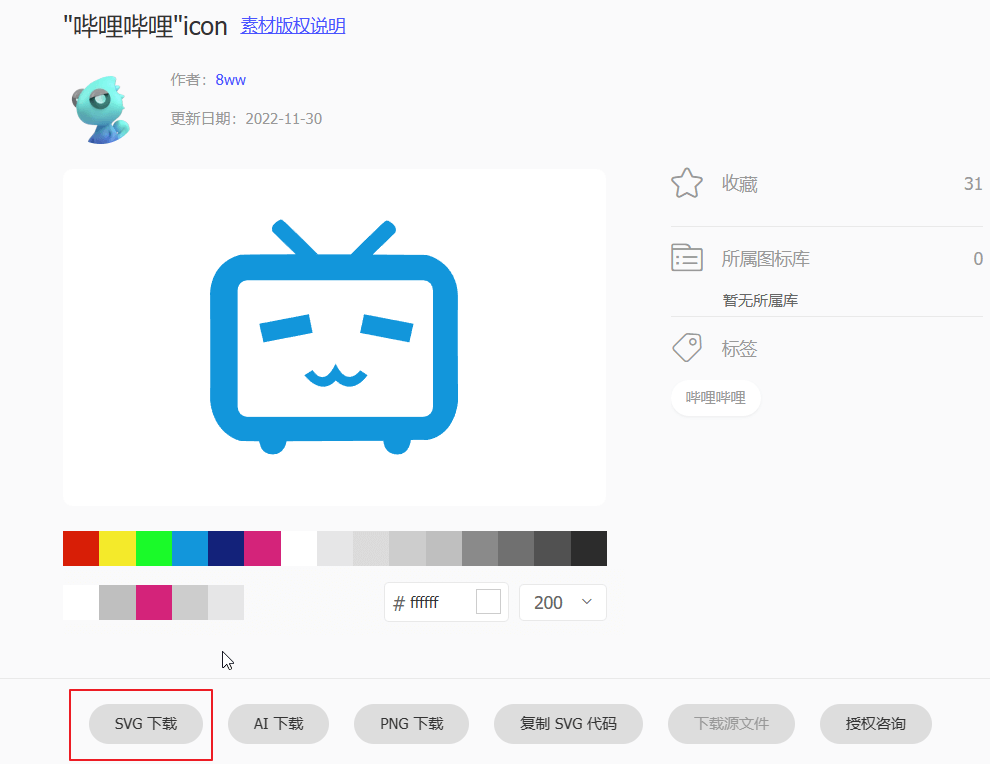 "哔哩哔哩"icon 素材版权说明
作者：8ww
更新日期：2022-11-30
收藏 31
所属图标库 0
暂无所属库
标签
哔哩哔哩
# ffffff 200
SVG 下载 AI 下载 PNG 下载 复制 SVG 代码 下载源文件 授权咨询